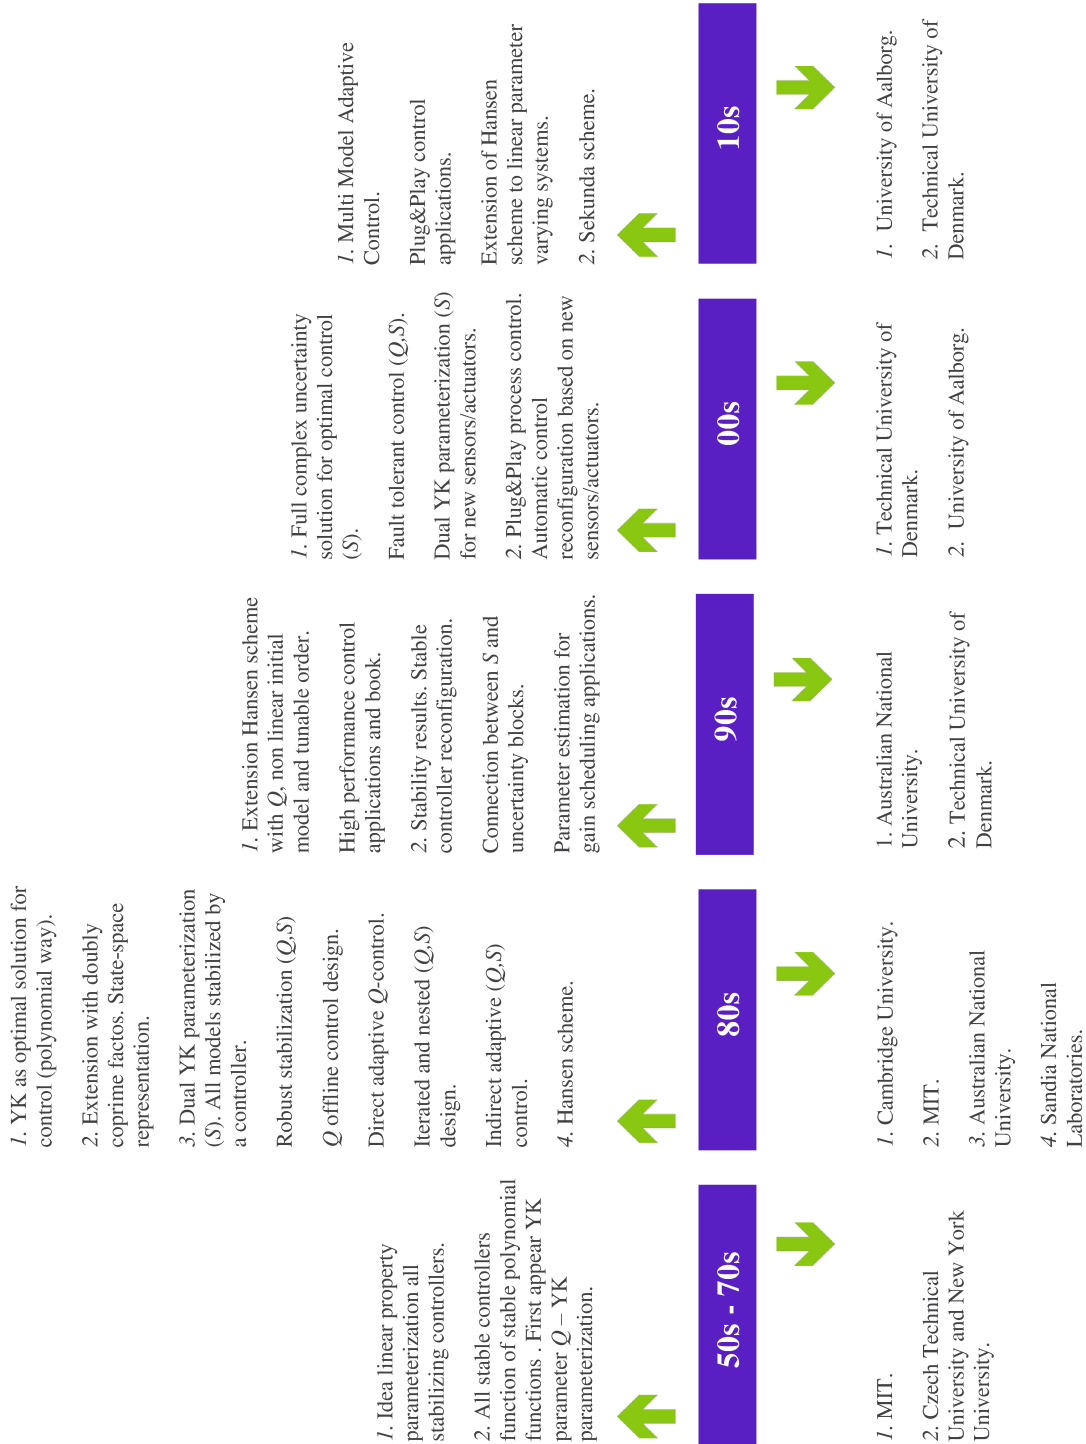 1. Idea linear property
parameterization all
stabilizing controllers.
2. All stable controllers
function of stable polynomial
functions . First appear YK
parameter Q – YK
parameterization.
50s - 70s
1. MIT.
2. Czech Technical
University and New York
University.
1. YK as optimal solution for
control (polynomial way).
2. Extension with doubly
coprime factos. State-space
representation.
3. Dual YK parameterization
(S). All models stabilized by
a controller.
Robust stabilization (Q,S)
Q offline control design.
Direct adaptive Q-control.
Iterated and nested (Q,S)
design.
Indirect adaptive (Q,S)
control.
4. Hansen scheme.
80s
1. Cambridge University.
2. MIT.
3. Australian National
University.
4. Sandia National
Laboratories.
1. Extension Hansen scheme
with Q, non linear initial
model and tunable order.
High performance control
applications and book.
2. Stability results. Stable
controller reconfiguration.
Connection between S and
uncertainty blocks.
Parameter estimation for
gain scheduling applications.
90s
1. Australian National
University.
2. Technical University of
Denmark.
1. Full complex uncertainty
solution for optimal control
(S).
Fault tolerant control (Q,S).
Dual YK parameterization (S)
for new sensors/actuators.
2. Plug&Play process control.
Automatic control
reconfiguration based on new
sensors/actuators.
00s
1. Technical University of
Denmark.
2. University of Aalborg.
1. Multi Model Adaptive
Control.
Plug&Play control
applications.
Extension of Hansen
scheme to linear parameter
varying systems.
2. Sekunda scheme.
10s
1. University of Aalborg.
2. Technical University of
Denmark.